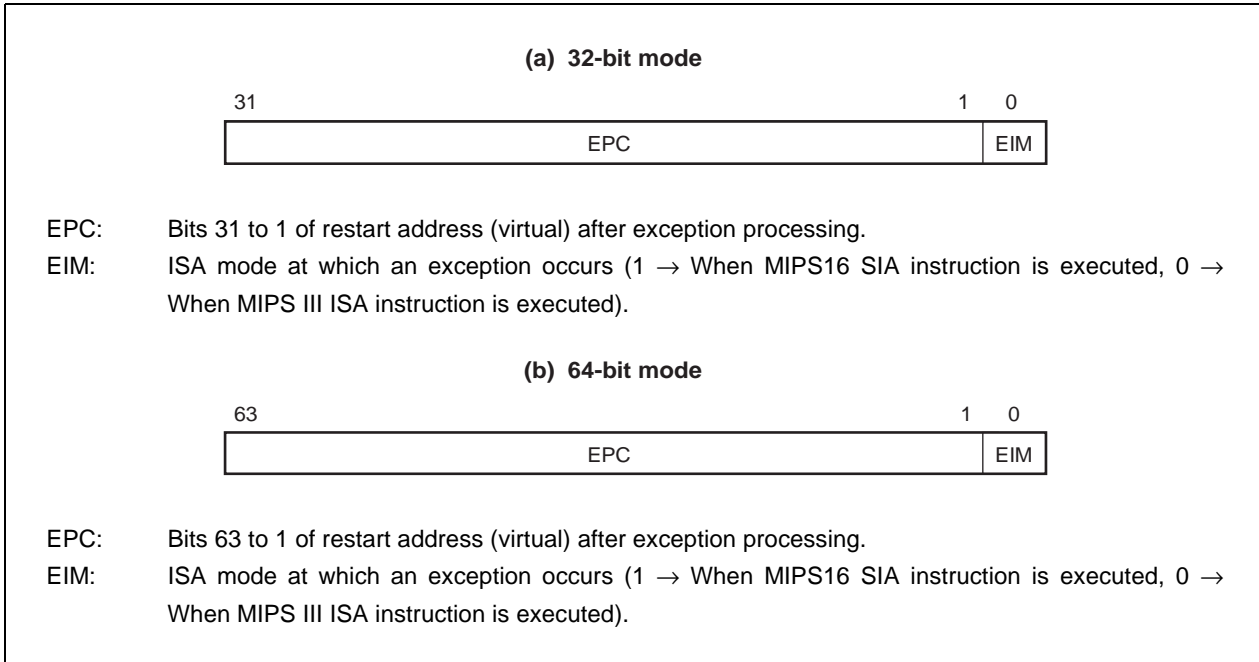 (a) 32-bit mode
31 1 0
EPC EIM
EPC: Bits 31 to 1 of restart address (virtual) after exception processing.
EIM: ISA mode at which an exception occurs (1 → When MIPS16 SIA instruction is executed, 0 →
When MIPS III ISA instruction is executed).
(b) 64-bit mode
63 1 0
EPC EIM
EPC: Bits 63 to 1 of restart address (virtual) after exception processing.
EIM: ISA mode at which an exception occurs (1 → When MIPS16 SIA instruction is executed, 0 →
When MIPS III ISA instruction is executed).